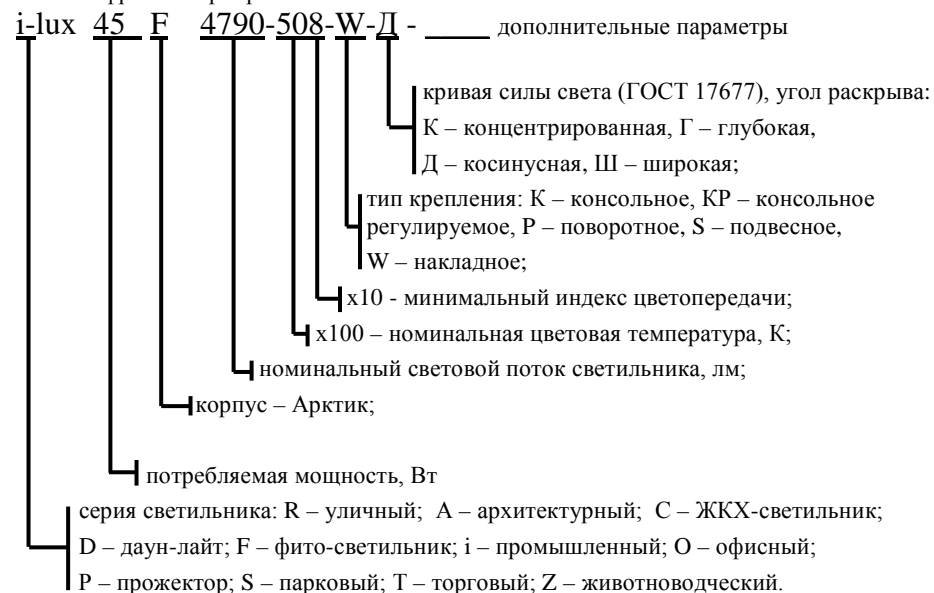 i-lux 45 F 4790-508-W-Д - _____ дополнительные параметры
кривая силы света (ГОСТ 17677), угол раскрыва:
К – концентрированная, Г – глубокая,
Д – косинусная, Ш – широкая;
тип крепления: К – консольное, КР – консольное
регулируемое, Р – поворотное, S – подвесное,
W – накладное;
х10 - минимальный индекс цветопередачи;
х100 – номинальная цветовая температура, К;
номинальный световой поток светильника, лм;
корпус – Арктик;
потребляемая мощность, Вт
серия светильника: R – уличный; A – архитектурный; C – ЖКХ-светильник;
D – даун-лайт; F – фито-светильник; i – промышленный; O – офисный;
P – прожектор; S – парковый; T – торговый; Z – животноводческий.